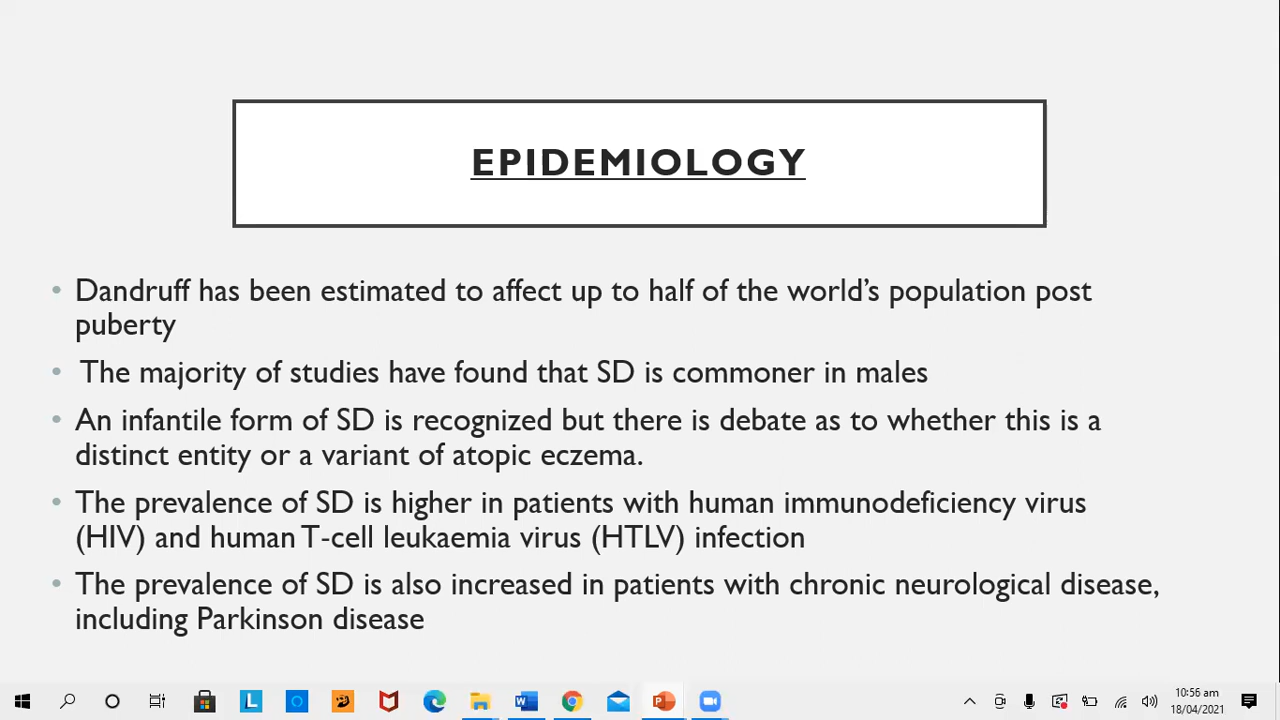 EPIDEMIOLOGY
• Dandruff has been estimated to affect up to half of the world’s population post
puberty
• The majority of studies have found that SD is commoner in males
• An infantile form of SD is recognized but there is debate as to whether this is a
distinct entity or a variant of atopic eczema.
• The prevalence of SD is higher in patients with human immunodeficiency virus
(HIV) and human T-cell leukaemia virus (HTLV) infection
• The prevalence of SD is also increased in patients with chronic neurological disease,
including Parkinson disease
L
W
P
10:56 am
18/04/2021